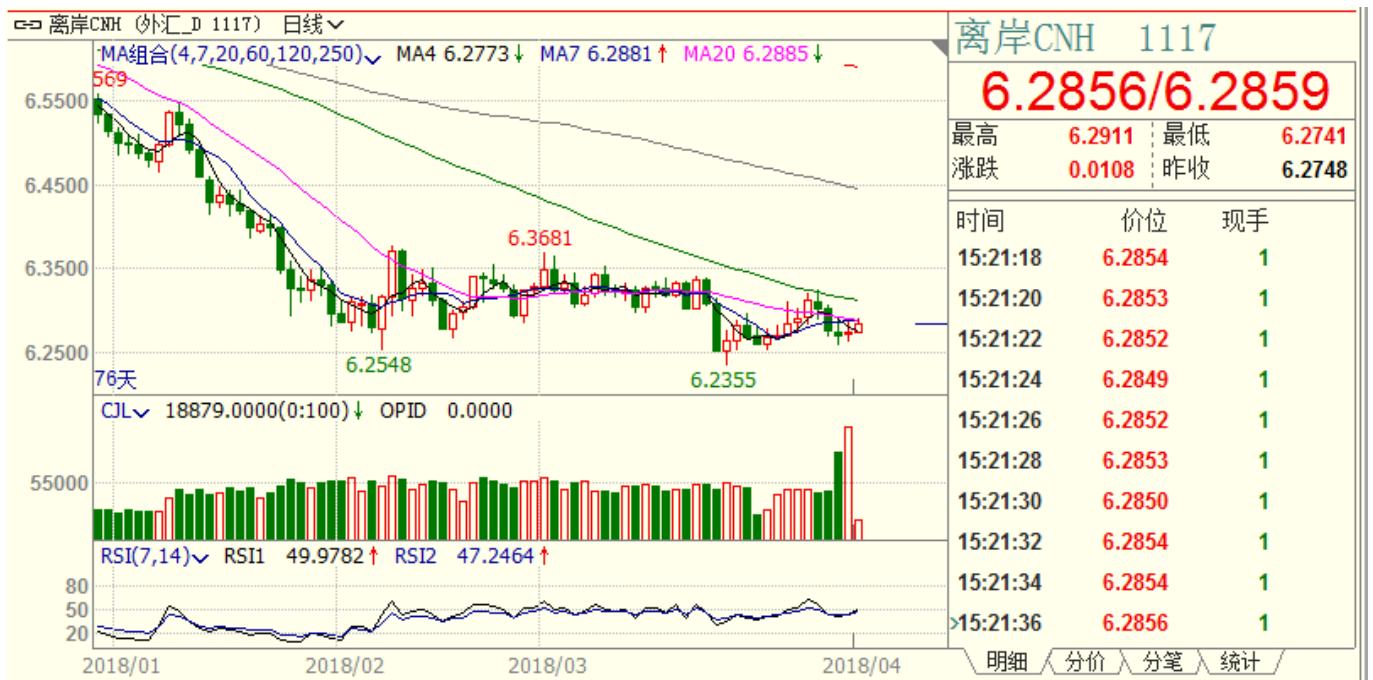 离岸CNH (外汇_D 1117) 日线
MA组合(4,7,20,60,120,250) MA4 6.2773↓ MA7 6.2881↑ MA20 6.2885↓
569
6.5500
6.4500
6.3500
6.2500
6.3681
6.2548
6.2355
76天
CJL 18879.0000(0:100)↓ OPID 0.0000
55000
RSI(7,14) RSI1 49.9782↑ RSI2 47.2464↑
80
50
20
2018/01 2018/02 2018/03 2018/04
离岸CNH 1117
6.2856/6.2859
最高 6.2911 最低 6.2741
涨跌 0.0108 昨收 6.2748
时间 价位 现手
15:21:18 6.2854 1
15:21:20 6.2853 1
15:21:22 6.2852 1
15:21:24 6.2849 1
15:21:26 6.2852 1
15:21:28 6.2853 1
15:21:30 6.2850 1
15:21:32 6.2854 1
15:21:34 6.2854 1
>15:21:36 6.2856 1
明细 分价 分笔 统计